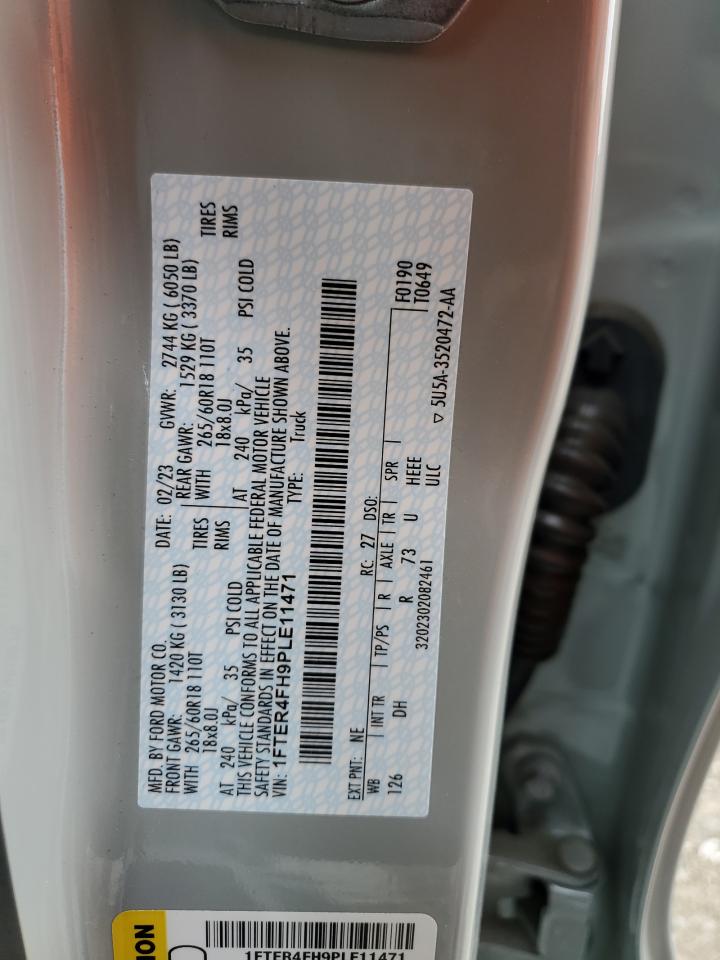 MFD. BY FORD MOTOR CO.
DATE: 02/23 GVWR: 2744 KG ( 6050 LB)
FRONT GAWR: 1420 KG ( 3130 LB) REAR GAWR: 1529 KG ( 3370 LB)
WITH 265/60R18 110T TIRES WITH 265/60R18 110T TIRES
18x8.0J RIMS 18x8.0J RIMS
AT 240 kPa/ 35 PSI COLD AT 240 kPa/ 35 PSI COLD
THIS VEHICLE CONFORMS TO ALL APPLICABLE FEDERAL MOTOR VEHICLE
SAFETY STANDARDS IN EFFECT ON THE DATE OF MANUFACTURE SHOWN ABOVE.
VIN: 1FTER4FH9PLE11471 TYPE: Truck
EXT PNT: NE RC: 27 DSO:
WB INT TR TP/PS R AXLE TR SPR F0190
126 DH R 73 U HEEE T0649
3202302082461 ULC ▽ 5U5A-3520472-AA
1FTER4FH9PLE11471